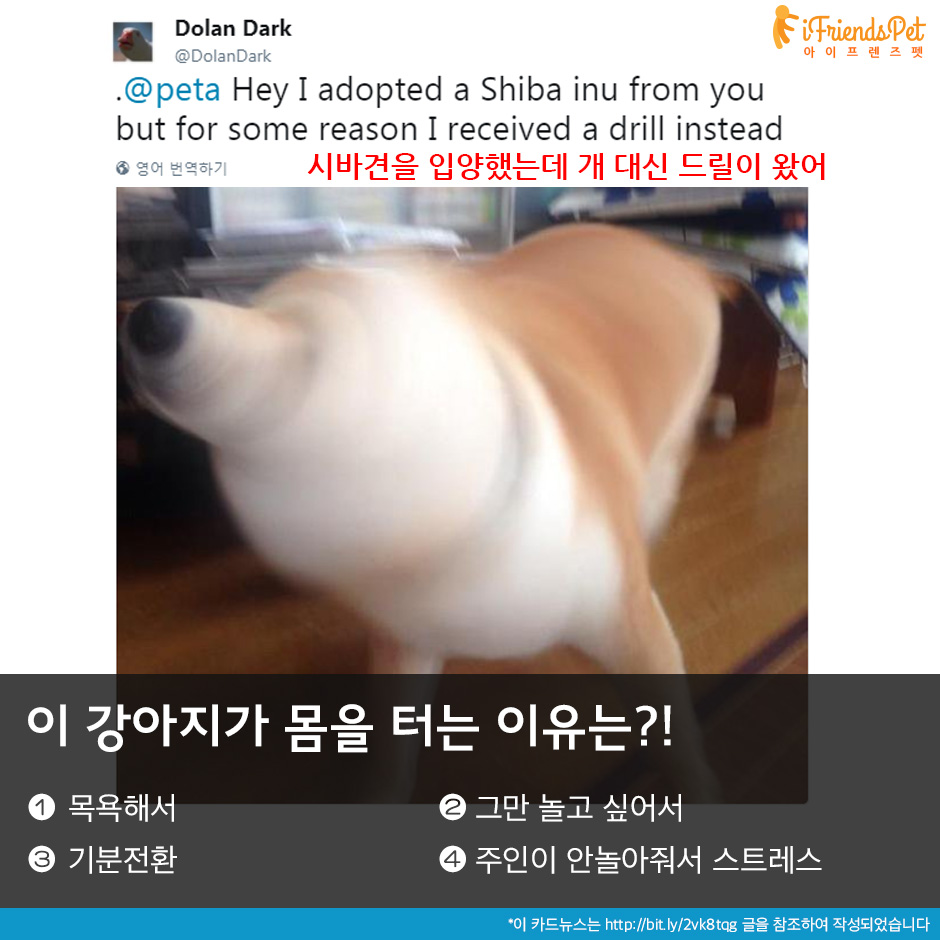 Dolan Dark
@DolanDark
iFriendsPet
아이프렌즈펫
.@peta Hey I adopted a Shiba inu from you
but for some reason I received a drill instead
영어 번역하기
시바견을 입양했는데 개 대신 드릴이 왔어
이 강아지가 몸을 터는 이유는?!
❶ 목욕해서
❷ 그만 놀고 싶어서
❸ 기분전환
❹ 주인이 안놀아줘서 스트레스
*이 카드뉴스는 http://bit.ly/2vk8tqg 글을 참조하여 작성되었습니다